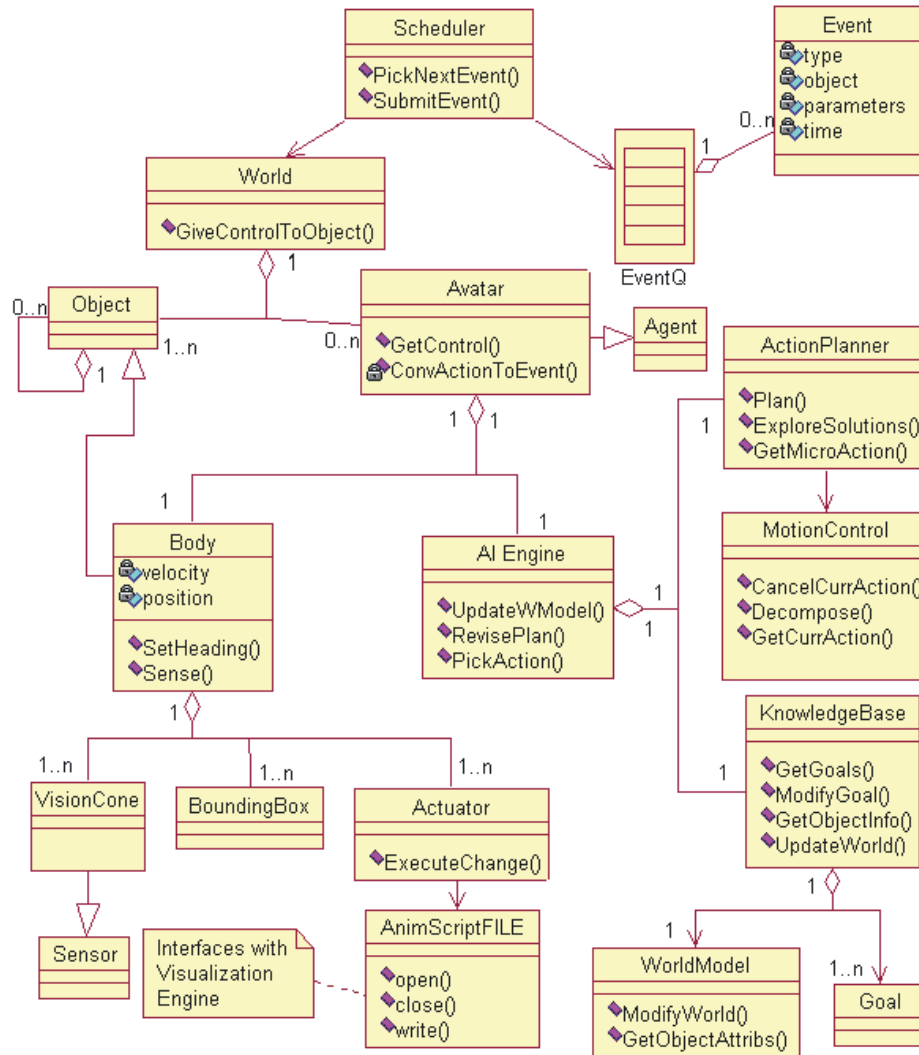 Scheduler
PickNextEvent()
SubmitEvent()
Event
type
object
parameters
time
0..n
1
EventQ
World
GiveControlToObject()
1
Object
0..n
1
1..n
Avatar
GetControl()
ConvActionToEvent()
0..n
Agent
1
1
ActionPlanner
Plan()
ExploreSolutions()
GetMicroAction()
1
MotionControl
CancelCurrAction()
Decompose()
GetCurrAction()
1
Body
velocity
position
SetHeading()
Sense()
1
1
AI Engine
UpdateWModel()
RevisePlan()
PickAction()
1
1
KnowledgeBase
GetGoals()
ModifyGoal()
GetObjectInfo()
UpdateWorld()
1
1
1..n
VisionCone
1..n
BoundingBox
1..n
Actuator
ExecuteChange()
Sensor
Interfaces with
Visualization
Engine
AnimScriptFILE
open()
close()
write()
1
WorldModel
ModifyWorld()
GetObjectAttribs()
1..n
Goal